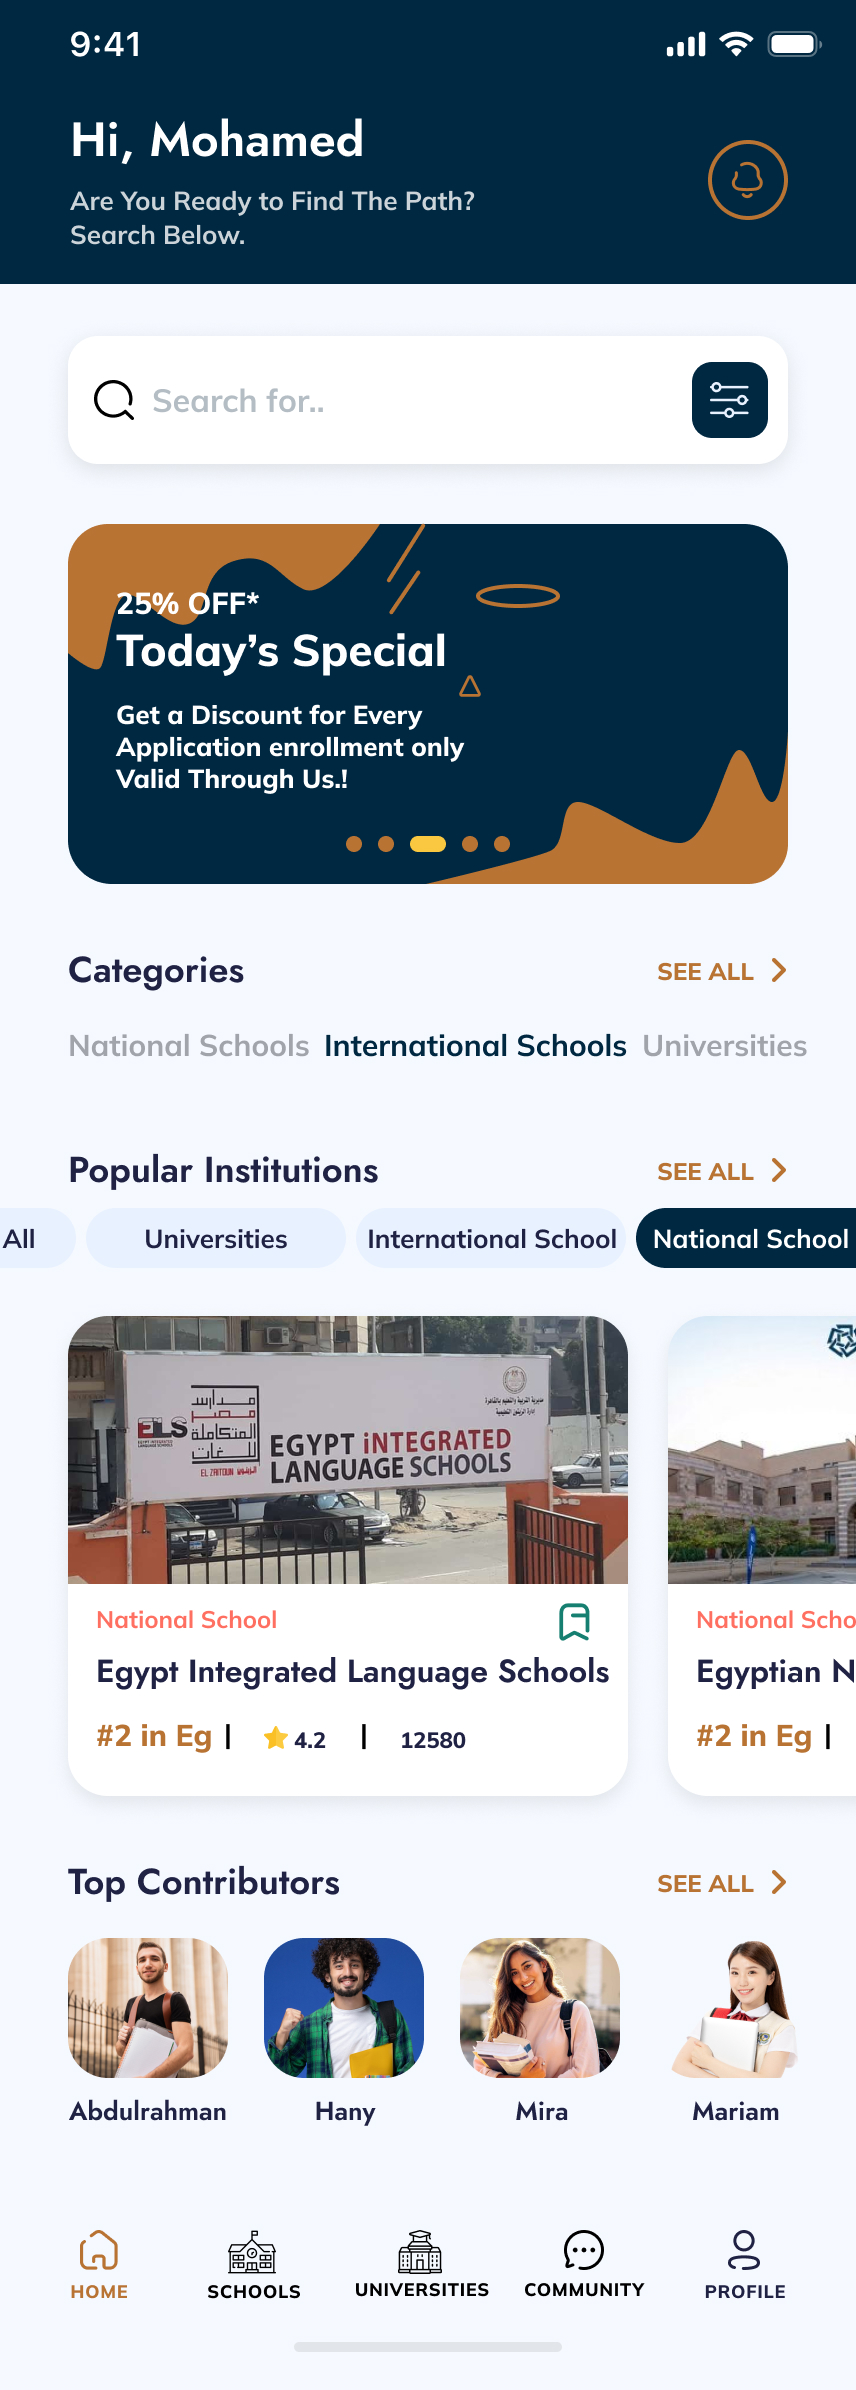 9:41
Hi, Mohamed
Are You Ready to Find The Path?
Search Below.
Search for..
25% OFF*
Today's Special
Get a Discount for Every
Application enrollment only
Valid Through Us.!
Categories
SEE ALL
National Schools International Schools Universities
Popular Institutions
SEE ALL
All Universities International School National School
مدارس
مصر
المتكاملة
للغات
ELS
EL ZAITOUN الزيتون
EGYPT iNTEGRATED
LANGUAGE SCHOOLS
National School
Egypt Integrated Language Schools
#2 in Eg | 4.2 | 12580
National Scho
Egyptian N
#2 in Eg |
Top Contributors
SEE ALL
Abdulrahman Hany Mira Mariam
HOME SCHOOLS UNIVERSITIES COMMUNITY PROFILE